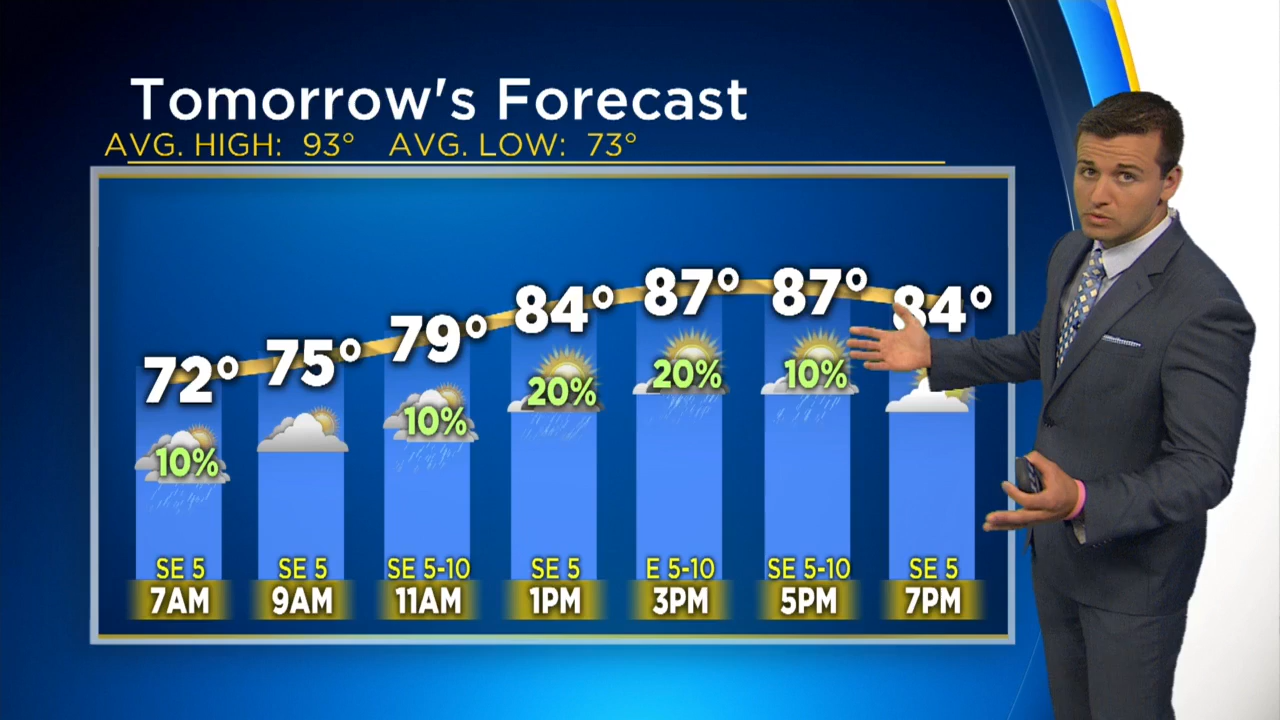 Tomorrow's Forecast
AVG. HIGH: 93° AVG. LOW: 73°
72° 75° 79° 84° 87° 87° 84°
10% 10% 20% 20% 10%
SE 5 SE 5 SE 5-10 SE 5 E 5-10 SE 5-10 SE 5
7AM 9AM 11AM 1PM 3PM 5PM 7PM